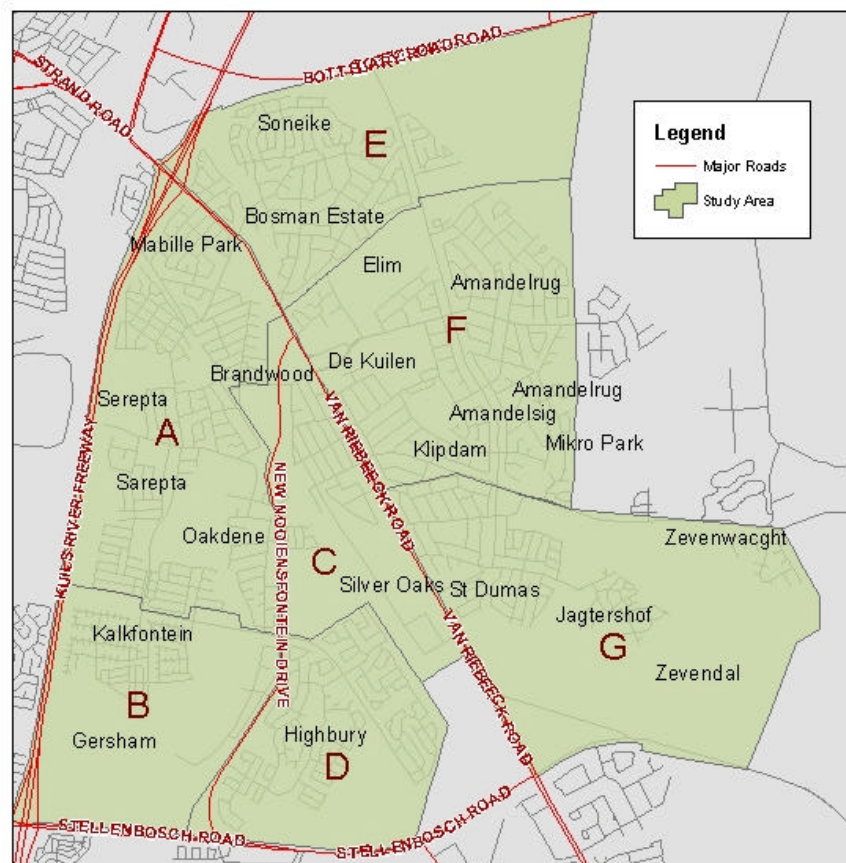 BOTTELARY ROAD
STRAND ROAD
Soneike
E
Legend
Major Roads
Study Area
Bosman Estate
Mabille Park
Elim
Amandelrug
F
De Kuilen
Brandwood
Amandelrug
Serepta
VAN RIEBEECK ROAD
Amandelsig
A
Mikro Park
Klipdam
KUILSRIVER FREEWAY
Sarepta
NEW NOOIENSFONTEIN DRIVE
Oakdene
Zevenwacght
C
Silver Oaks
St Dumas
Jagtershof
Kalkfontein
VAN RIEBEECK ROAD
G
Zevendal
B
Gersham
Highbury
D
STELLENBOSCH ROAD
STELLENBOSCH ROAD